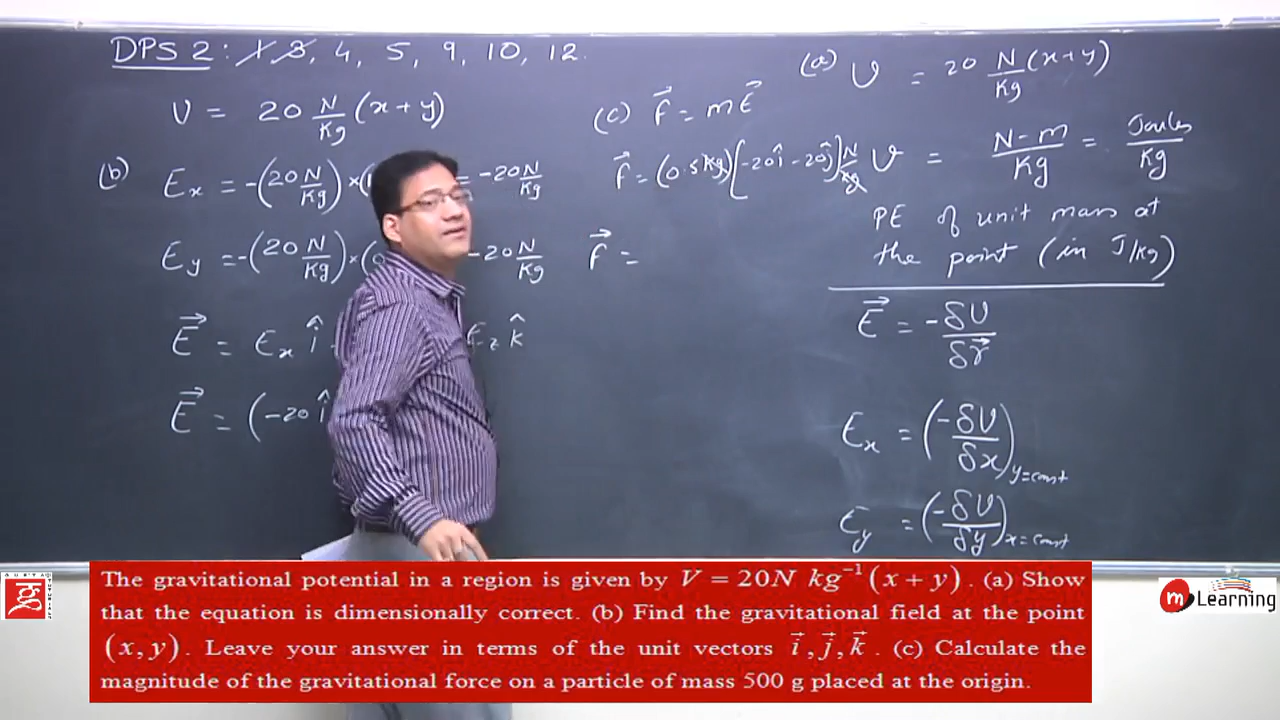 DPS 2 : 1, 3, 4, 5, 9, 10, 12.
V = 20 N/Kg (x + y)
(b) Ex = -(20 N/Kg) × ( = -20 N/Kg
Ey = -(20 N/Kg) × ( -20 N/Kg
E⃗ = Ex î Ez k̂
E⃗ = (-20 î
(c) F⃗ = m E⃗
F⃗ = (0.5 kg) [-20î - 20ĵ] N/kg
F⃗ =
(a) V = 20 N/Kg (x + y)
V = N-m/Kg = Joules/kg
PE of unit mass at
the point (in J/kg)
E⃗ = -δV/δr⃗
Ex = (-δV/δx) y = const
Ey = (-δV/δy) x = const
The gravitational potential in a region is given by V = 20N kg⁻¹ (x + y). (a) Show
that the equation is dimensionally correct. (b) Find the gravitational field at the point
(x, y). Leave your answer in terms of the unit vectors i⃗, j⃗, k⃗. (c) Calculate the
magnitude of the gravitational force on a particle of mass 500 g placed at the origin.
m Learning